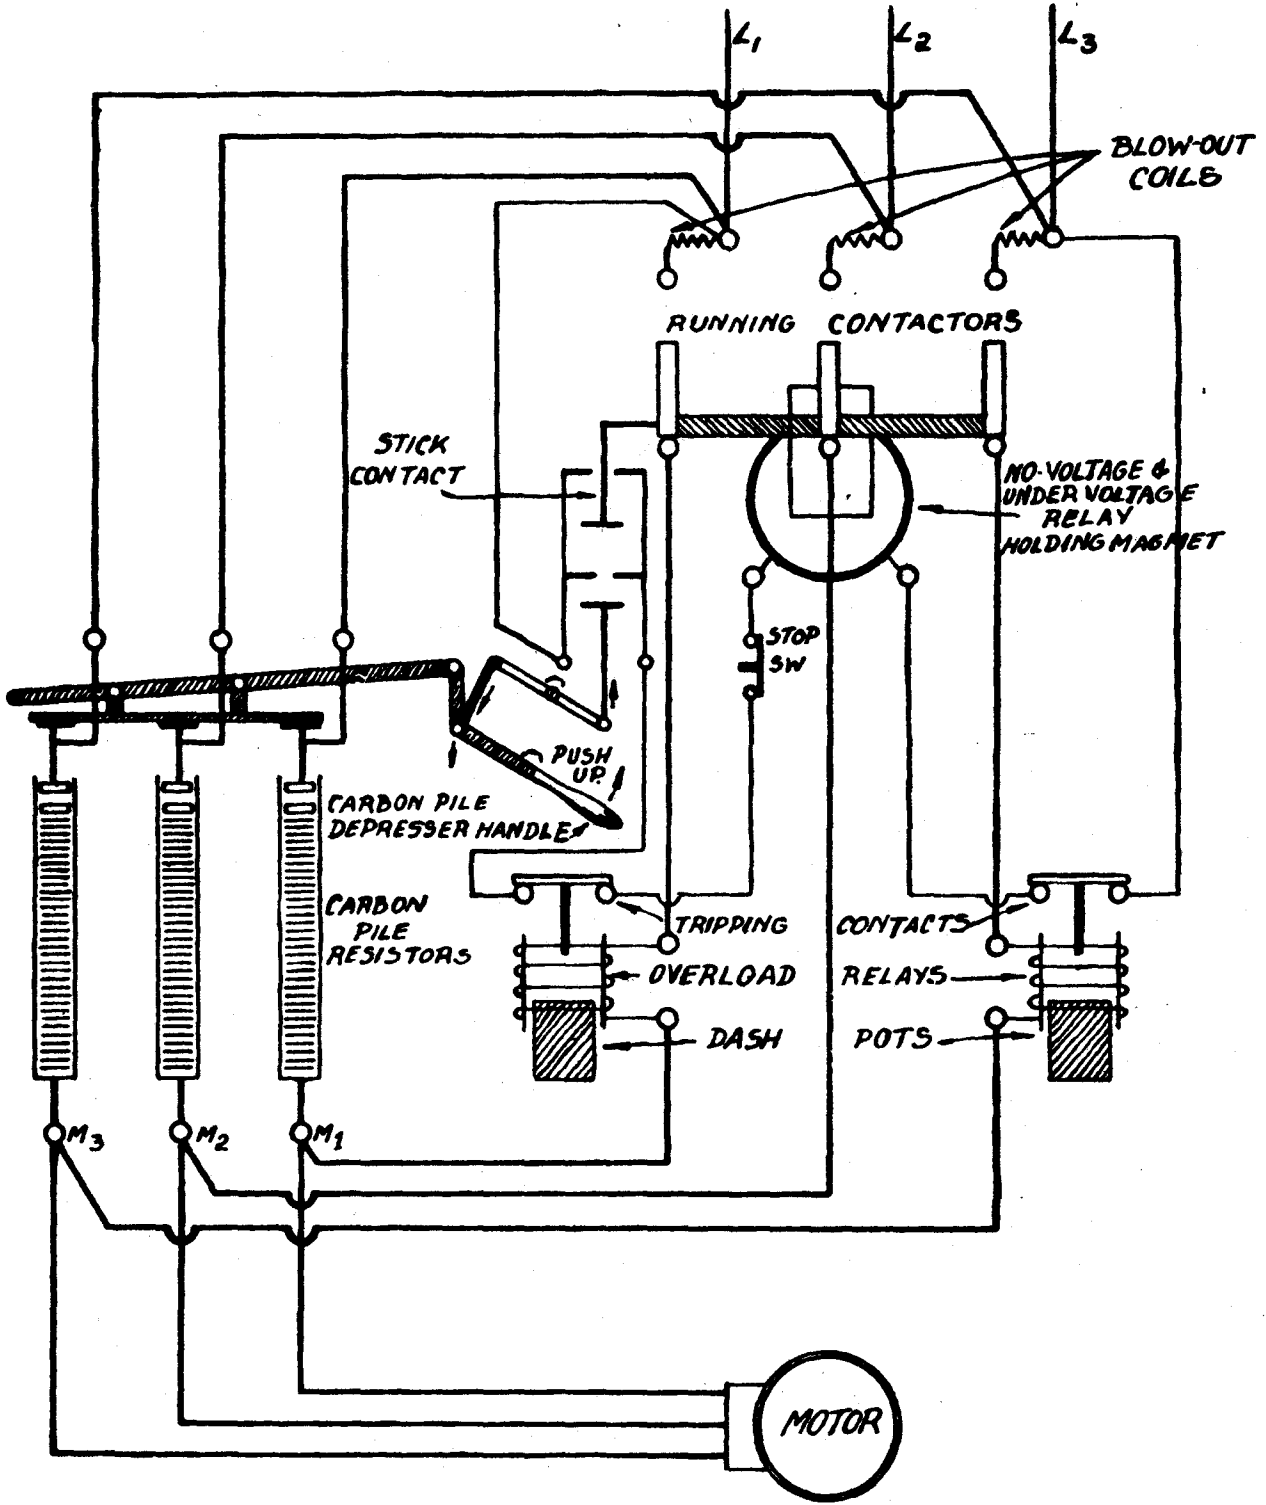 L1
L2
L3
BLOW-OUT
COILS
RUNNING CONTACTORS
STICK
CONTACT
NO-VOLTAGE &
UNDER VOLTAGE
RELAY
HOLDING MAGNET
STOP
SW
PUSH
UP.
CARBON PILE
DEPRESSER HANDLE
CARBON
PILE
RESISTORS
TRIPPING CONTACTS
OVERLOAD RELAYS
DASH POTS
M3
M2
M1
MOTOR